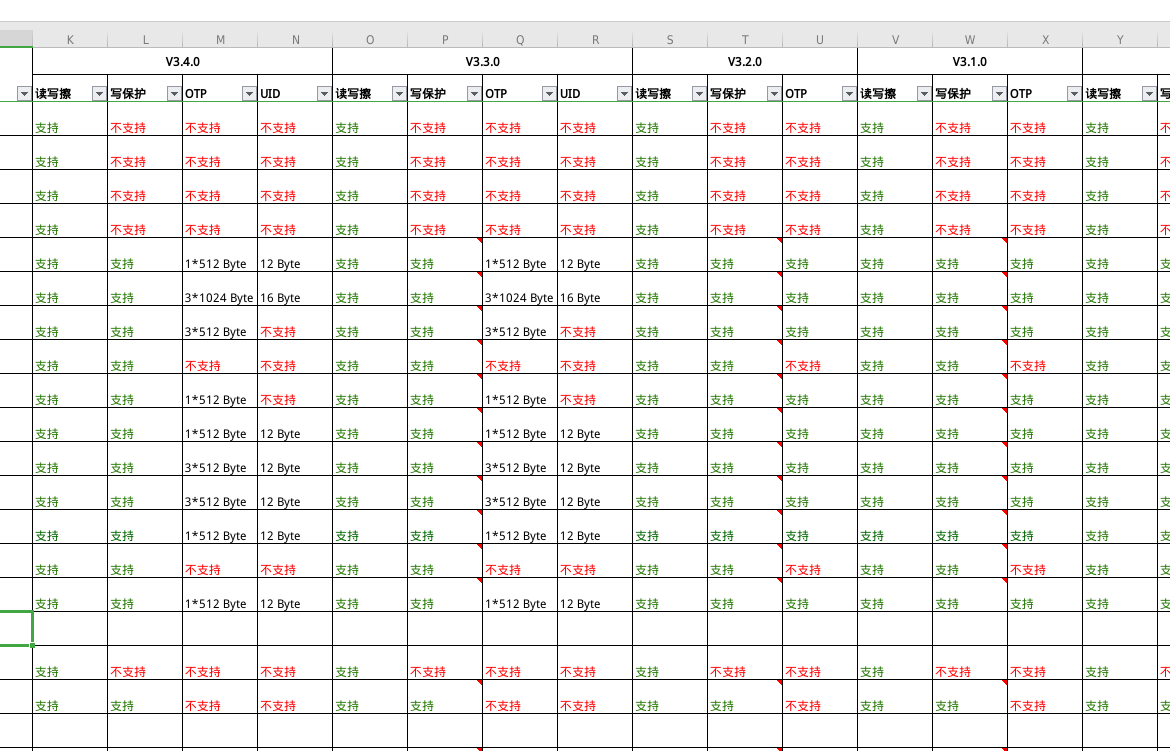 K L M N O P Q R S T U V W X Y
V3.4.0 V3.3.0 V3.2.0 V3.1.0
读写擦 写保护 OTP UID 读写擦 写保护 OTP UID 读写擦 写保护 OTP 读写擦 写保护 OTP 读写擦 写
支持 不支持 不支持 不支持 支持 不支持 不支持 不支持 支持 不支持 不支持 支持 不支持 不支持 支持 不
支持 不支持 不支持 不支持 支持 不支持 不支持 不支持 支持 不支持 不支持 支持 不支持 不支持 支持 不
支持 不支持 不支持 不支持 支持 不支持 不支持 不支持 支持 不支持 不支持 支持 不支持 不支持 支持 不
支持 不支持 不支持 不支持 支持 不支持 不支持 不支持 支持 不支持 不支持 支持 不支持 不支持 支持 不
支持 支持 1*512 Byte 12 Byte 支持 支持 1*512 Byte 12 Byte 支持 支持 支持 支持 支持 支持 支持 支
支持 支持 3*1024 Byte 16 Byte 支持 支持 3*1024 Byte 16 Byte 支持 支持 支持 支持 支持 支持 支持 支
支持 支持 3*512 Byte 不支持 支持 支持 3*512 Byte 不支持 支持 支持 支持 支持 支持 支持 支持 支
支持 支持 不支持 不支持 支持 支持 不支持 不支持 支持 支持 不支持 支持 支持 不支持 支持 支
支持 支持 1*512 Byte 不支持 支持 支持 1*512 Byte 不支持 支持 支持 支持 支持 支持 支持 支持 支
支持 支持 1*512 Byte 12 Byte 支持 支持 1*512 Byte 12 Byte 支持 支持 支持 支持 支持 支持 支持 支
支持 支持 3*512 Byte 12 Byte 支持 支持 3*512 Byte 12 Byte 支持 支持 支持 支持 支持 支持 支持 支
支持 支持 3*512 Byte 12 Byte 支持 支持 3*512 Byte 12 Byte 支持 支持 支持 支持 支持 支持 支持 支
支持 支持 1*512 Byte 12 Byte 支持 支持 1*512 Byte 12 Byte 支持 支持 支持 支持 支持 支持 支持 支
支持 支持 不支持 不支持 支持 支持 不支持 不支持 支持 支持 不支持 支持 支持 不支持 支持 支
支持 支持 1*512 Byte 12 Byte 支持 支持 1*512 Byte 12 Byte 支持 支持 支持 支持 支持 支持 支持 支
支持 不支持 不支持 不支持 支持 不支持 不支持 不支持 支持 不支持 不支持 支持 不支持 不支持 支持 不
支持 支持 不支持 不支持 支持 支持 不支持 不支持 支持 支持 不支持 支持 支持 不支持 支持 支